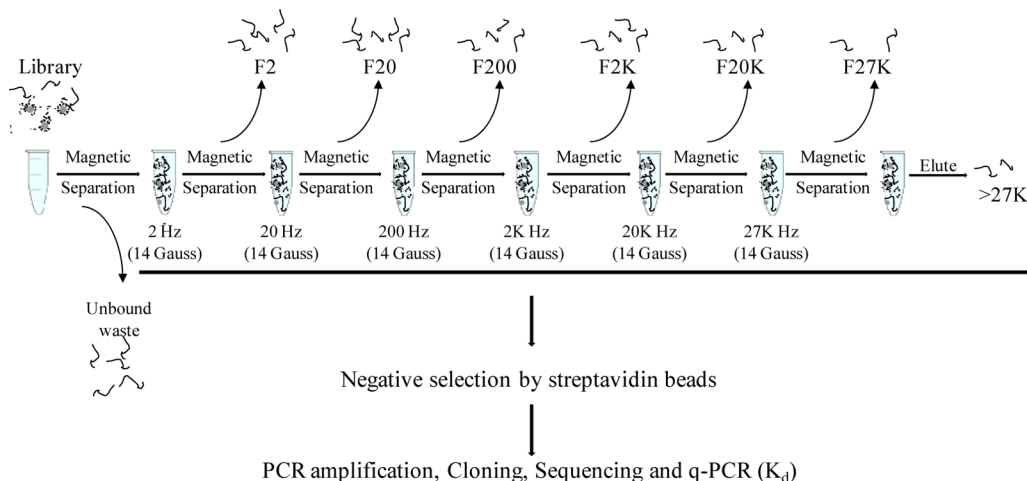 F2 F20 F200 F2K F20K F27K
Library
Magnetic Magnetic Magnetic Magnetic Magnetic Magnetic Magnetic Elute
Separation Separation Separation Separation Separation Separation Separation
>27K
2 Hz 20 Hz 200 Hz 2K Hz 20K Hz 27K Hz
(14 Gauss) (14 Gauss) (14 Gauss) (14 Gauss) (14 Gauss) (14 Gauss)
Unbound
waste
Negative selection by streptavidin beads
PCR amplification, Cloning, Sequencing and q-PCR (Kd)